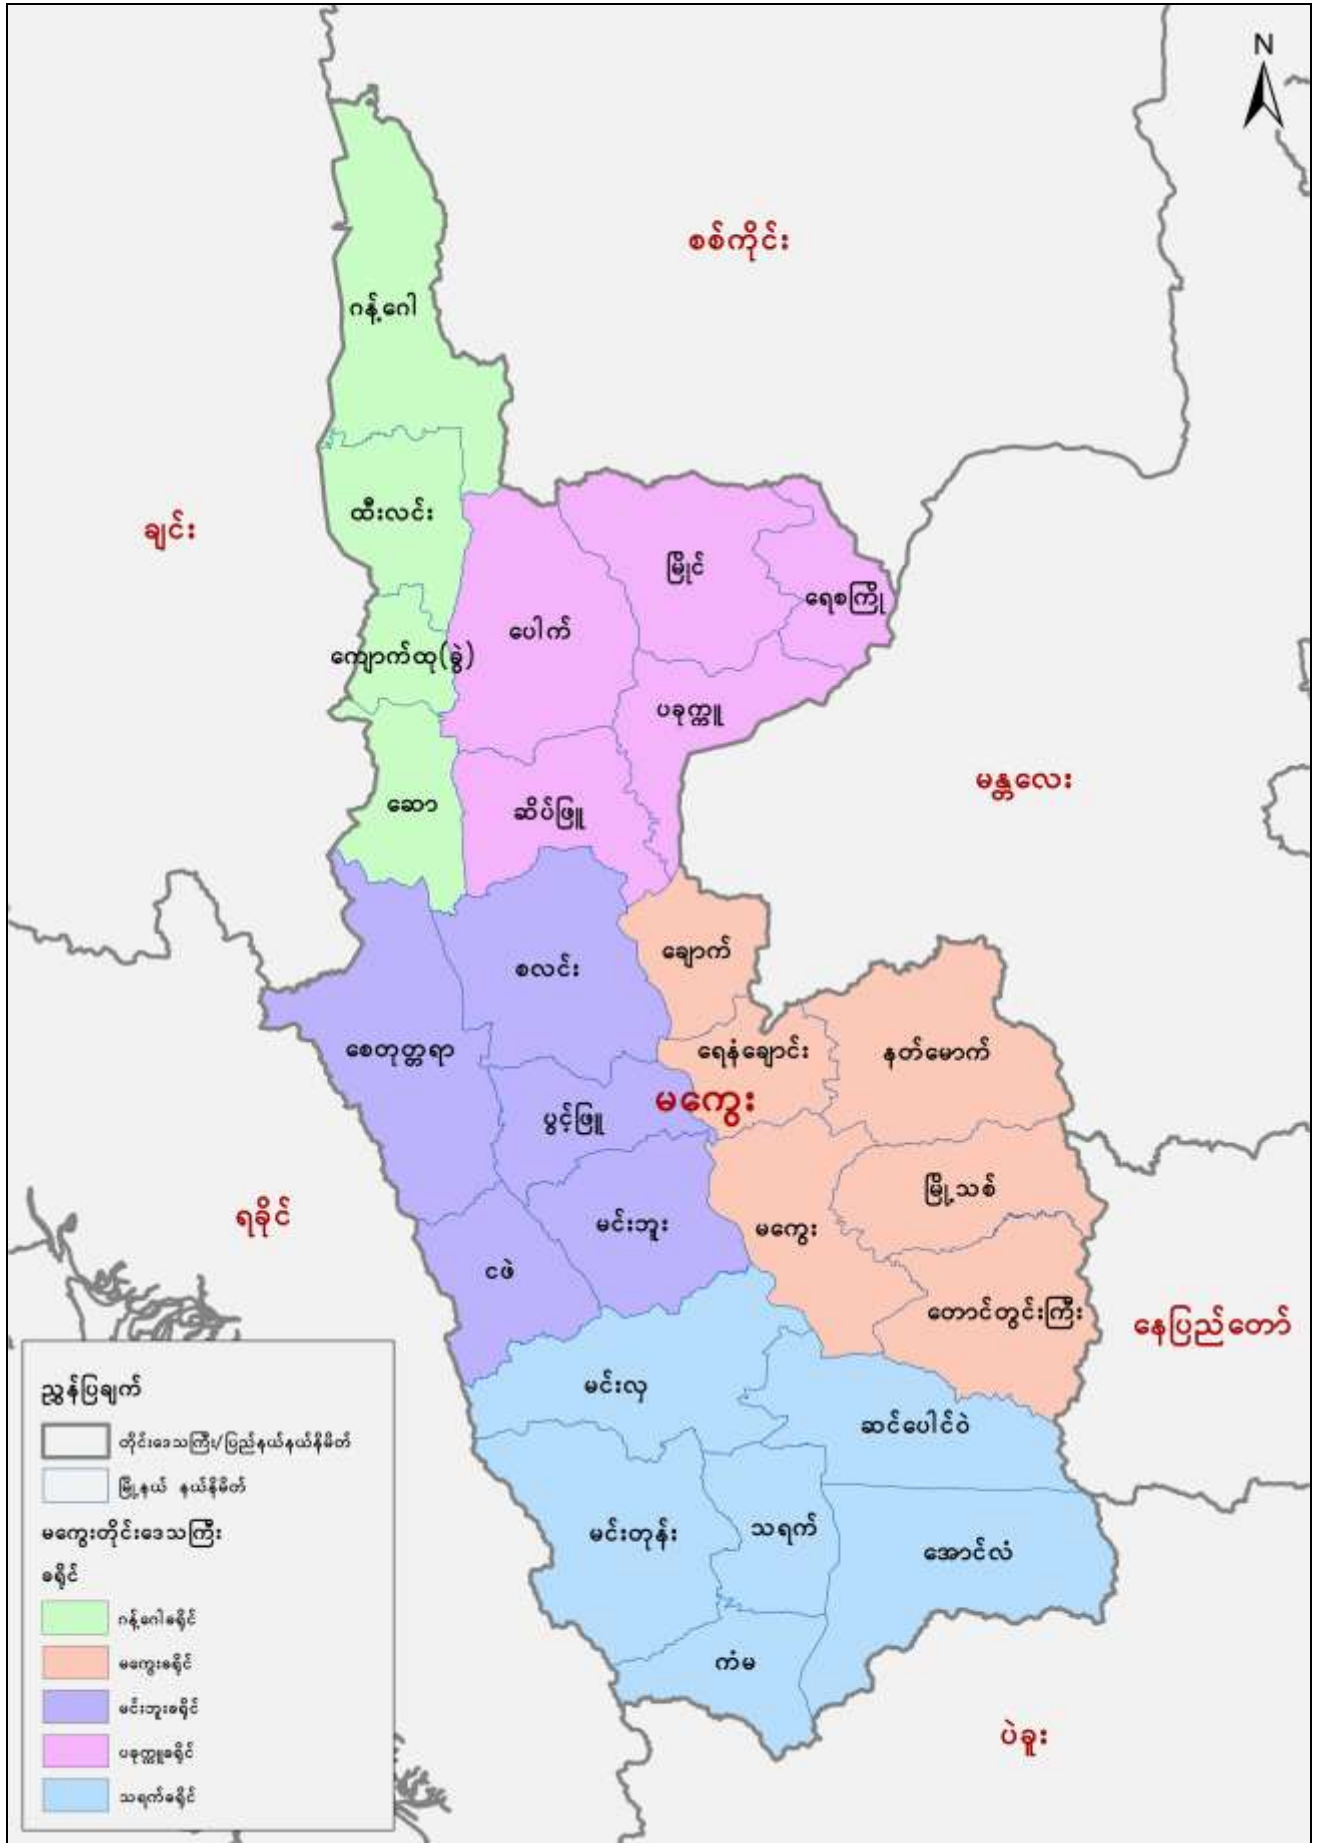 N
စစ်ကိုင်း
ဂန့်ဂေါ
ထီးလင်း
ချင်း
မြိုင်
ရေစကြို
ပေါက်
ကျောက်ထု(ခွဲ)
ပခုက္ကူ
မန္တလေး
ဆော
ဆိပ်ဖြူ
ချောက်
စလင်း
စေတုတ္တရာ
ရေနံချောင်း
နတ်မောက်
မကွေး
ပွင့်ဖြူ
မြို့သစ်
ရခိုင်
မင်းဘူး
မကွေး
ငဖဲ
တောင်တွင်းကြီး
နေပြည်တော်
မင်းလှ
ဆင်ပေါင်ဝဲ
မင်းတုန်း
သရက်
အောင်လံ
ကံမ
ပဲခူး
ညွှန်ပြချက်
တိုင်းဒေသကြီး/ပြည်နယ်နယ်နိမိတ်
မြို့နယ် နယ်နိမိတ်
မကွေးတိုင်းဒေသကြီး
ခရိုင်
ဂန့်ဂေါခရိုင်
မကွေးခရိုင်
မင်းဘူးခရိုင်
ပခုက္ကူခရိုင်
သရက်ခရိုင်